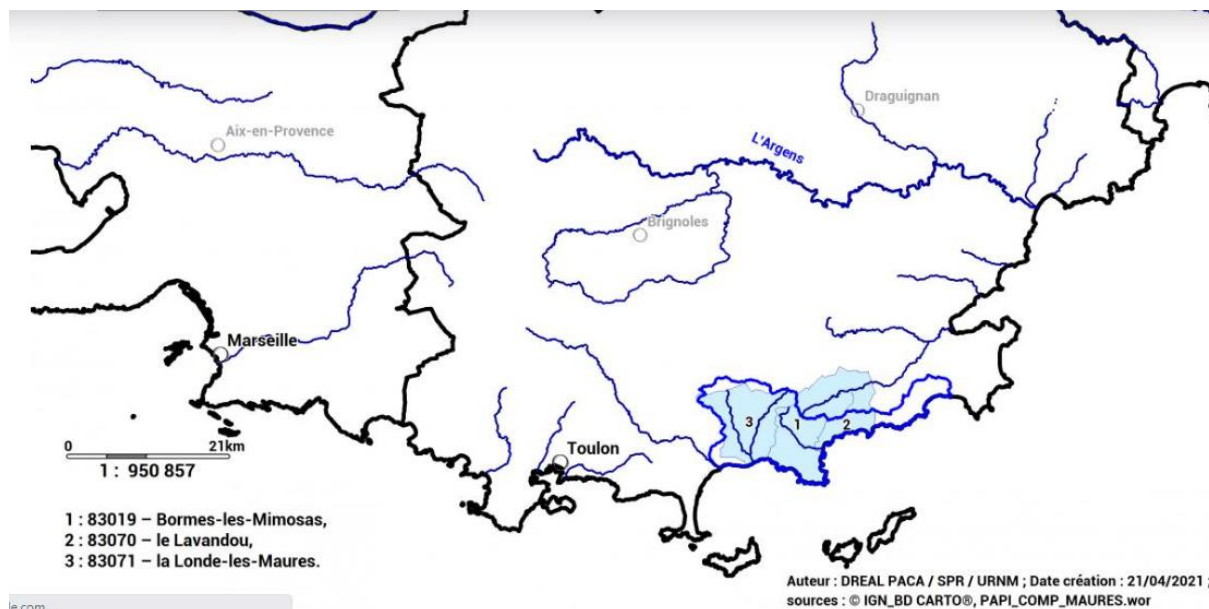 Draguignan
Aix-en-Provence
L'Argens
Brignoles
Marseille
3
1
2
0 21km
Toulon
1 : 950 857
1 : 83019 – Bormes-les-Mimosas,
2 : 83070 – le Lavandou,
3 : 83071 – la Londe-les-Maures.
Auteur : DREAL PACA / SPR / URNM ; Date création : 21/04/2021 ;
sources : © IGN_BD CARTO®, PAPI_COMP_MAURES.wor
le.com